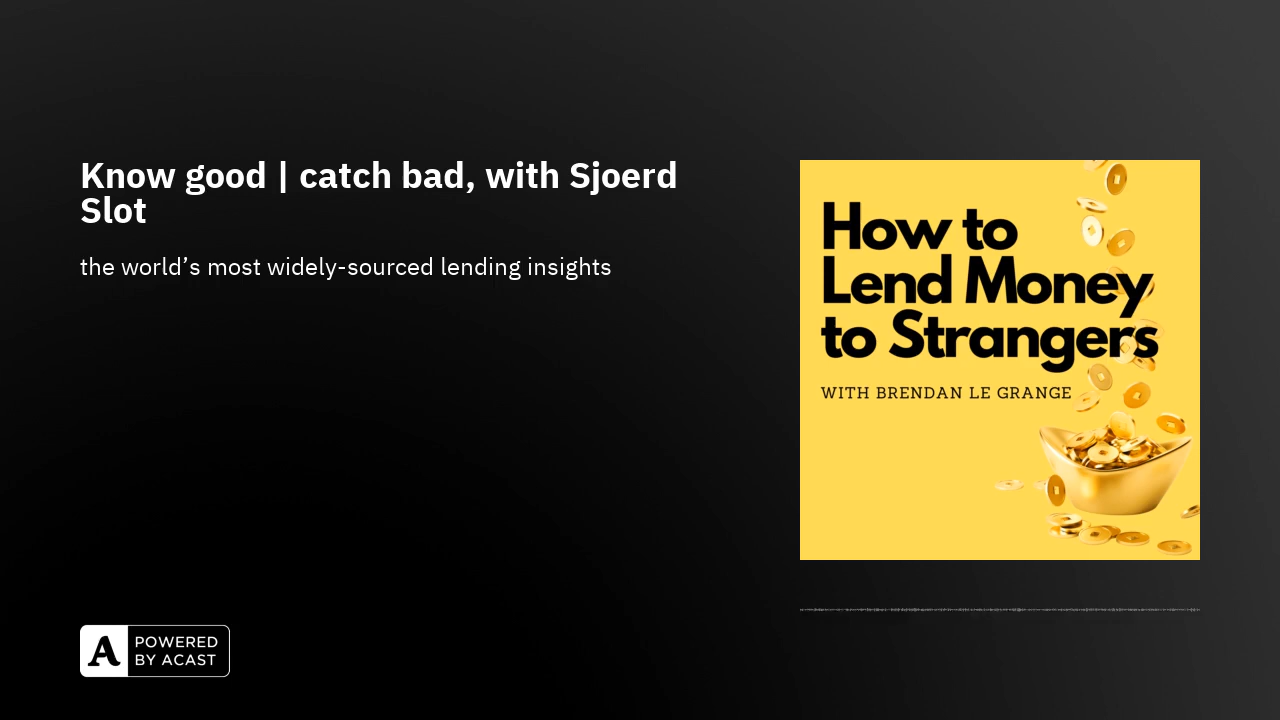 Know good | catch bad, with Sjoerd
Slot
the world’s most widely-sourced lending insights
How to
Lend Money
to Strangers
WITH BRENDAN LE GRANGE
A POWERED
BY ACAST